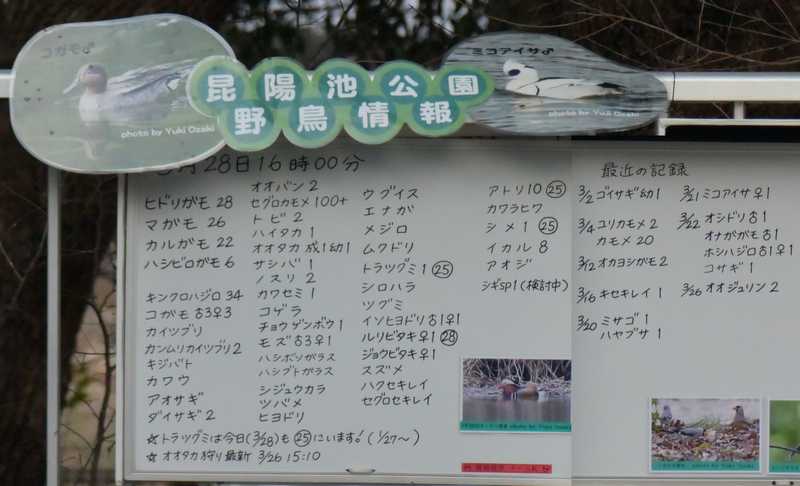 コガモ♂
photo by Yuki Ozaki
昆陽池公園
野鳥情報
ミコアイサ♂
photo by Yuki Ozaki
月28日16時00分
ヒドリガモ 28
マガモ 26
カルガモ 22
ハシビロガモ 6
キンクロハジロ 34
コガモ ♂3♀3
カイツブリ
カンムリカイツブリ 2
キジバト
カワウ
アオサギ
ダイサギ 2
オオバン 2
セグロカモメ 100+
トビ 2
ハイタカ 1
オオタカ 成1幼1
サシバ 1
ノスリ 2
カワセミ 1
コゲラ
チョウゲンボウ 1
モズ ♂3♀1
ハシボソガラス
ハシブトガラス
シジュウカラ
ツバメ
ヒヨドリ
ウグイス
エナガ
メジロ
ムクドリ
トラツグミ 1 ㉕
シロハラ
ツグミ
イソヒヨドリ ♂1♀1
ルリビタキ♀1 ㉘
ジョウビタキ♀1
スズメ
ハクセキレイ
セグロセキレイ
アトリ 10 ㉕
カワラヒワ
シメ 1 ㉕
イカル 8
アオジ
シギsp1(検討中)
☆トラツグミは今日(3/28)も㉕にいます!(1/27〜)
☆オオタカ狩り最新 3/26 15:10
最近の記録
3/2 ゴイサギ幼1
3/4 ユリカモメ 2
カモメ 20
3/12 オカヨシガモ 2
3/16 キセキレイ 1
3/20 ミサゴ 1
ハヤブサ 1
3/21 ミコアイサ ♀1
3/22 オシドリ ♂1
オナガガモ ♂1
ホシハジロ ♂1♀1
コサギ 1
3/26 オオジュリン 2